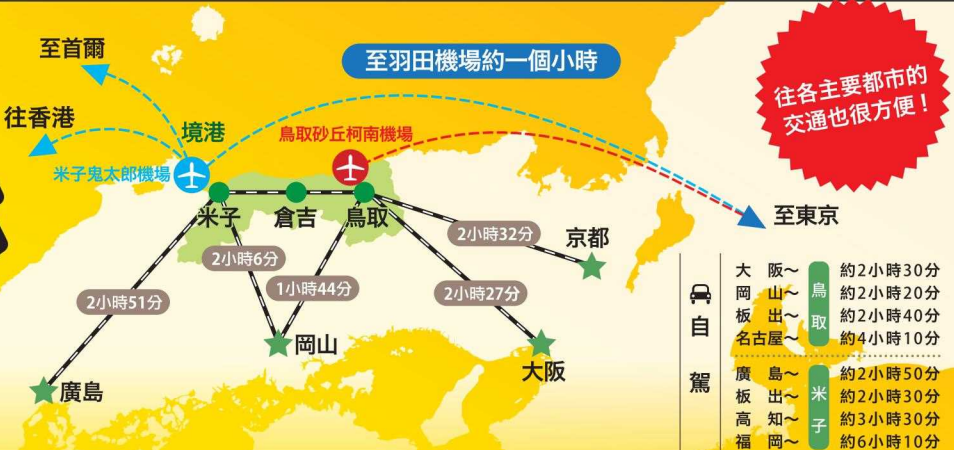 至首爾
至羽田機場約一個小時
往各主要都市的
交通也很方便！
往香港
境港
鳥取砂丘柯南機場
米子鬼太郎機場
米子
倉吉
鳥取
至東京
2小時32分
京都
2小時6分
1小時44分
2小時51分
2小時27分
岡山
大阪
廣島
自駕
鳥取
大　阪～ 約2小時30分
岡　山～ 約2小時20分
板　出～ 約2小時40分
名古屋～ 約4小時10分
米子
廣　島～ 約2小時50分
板　出～ 約2小時30分
高　知～ 約3小時30分
福　岡～ 約6小時10分